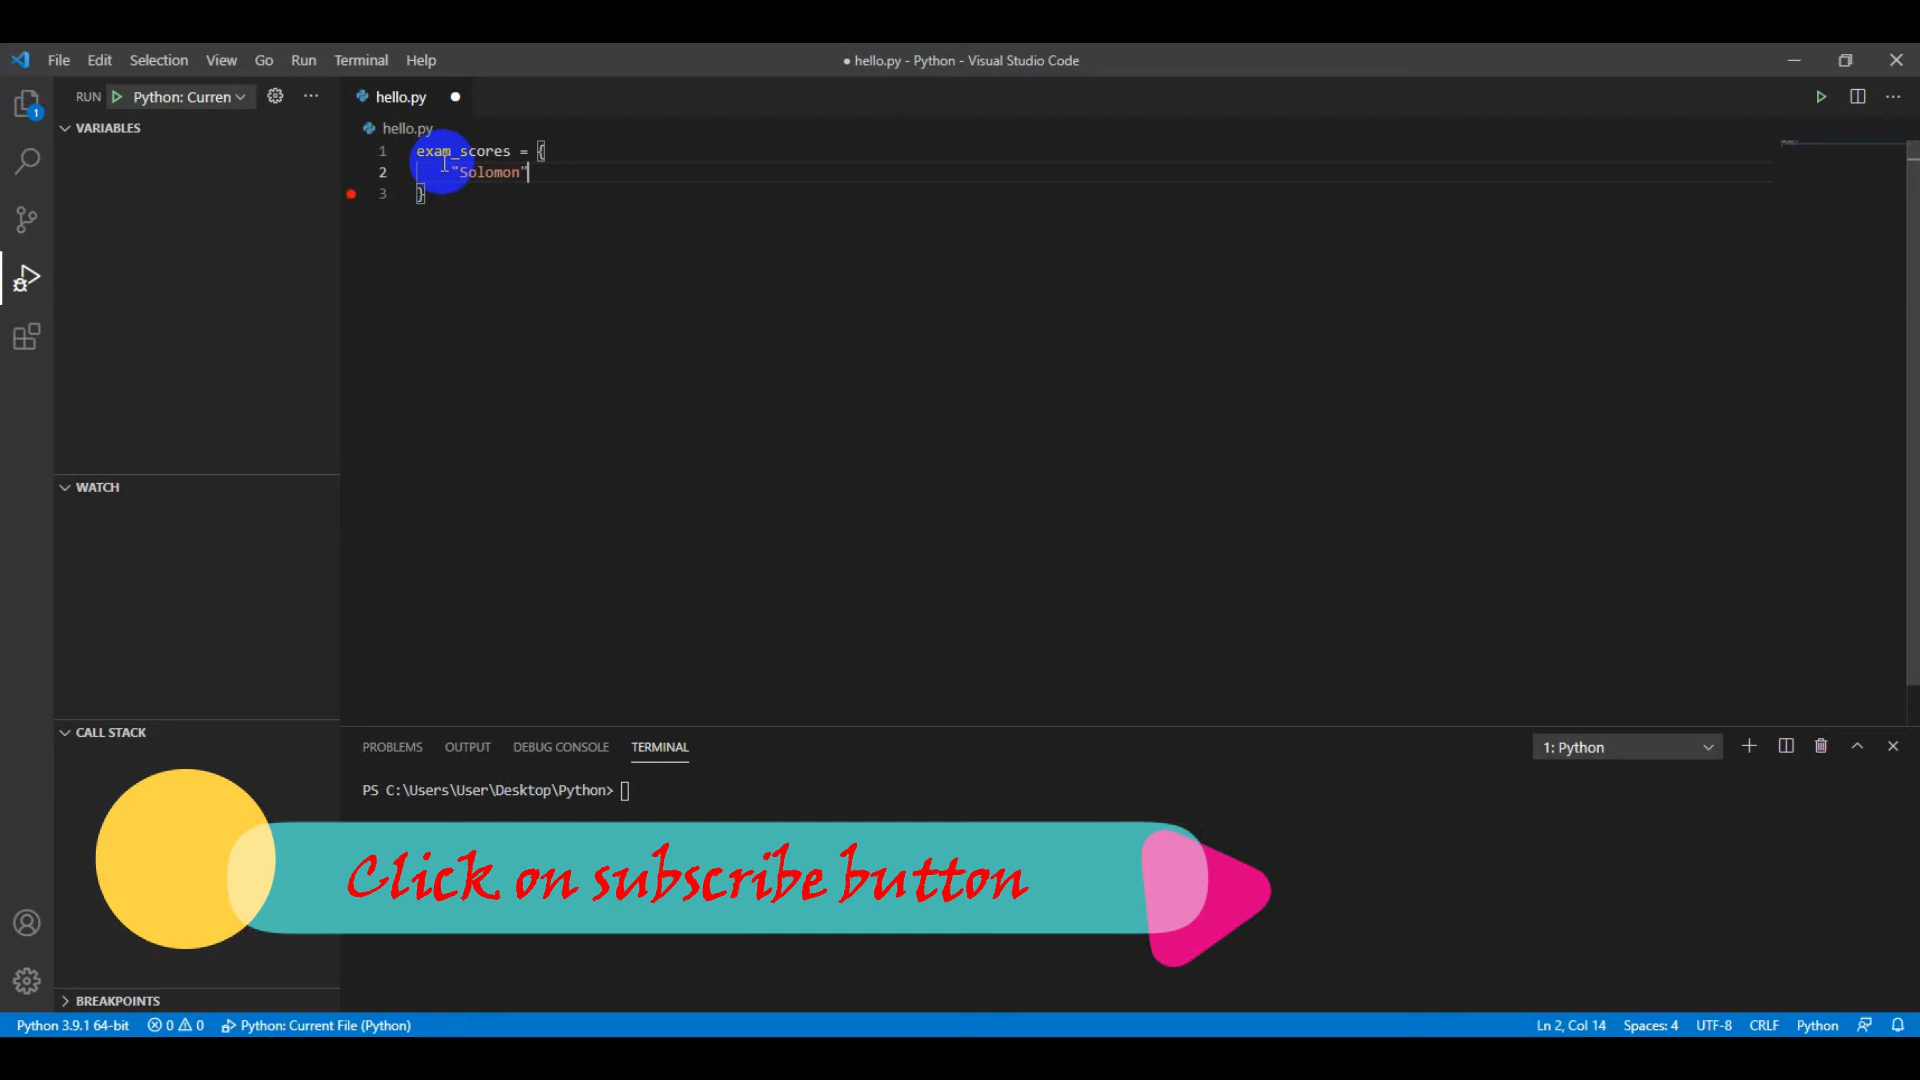 File Edit Selection View Go Run Terminal Help
● hello.py - Python - Visual Studio Code
RUN Python: Curren
hello.py
VARIABLES
hello.py
1 exam_scores = {
2 "Solomon"
3 }
1
WATCH
CALL STACK
PROBLEMS OUTPUT DEBUG CONSOLE TERMINAL
1: Python
PS C:\Users\User\Desktop\Python>
Click on subscribe button
BREAKPOINTS
Python 3.9.1 64-bit 0 0 Python: Current File (Python)
Ln 2, Col 14 Spaces: 4 UTF-8 CRLF Python